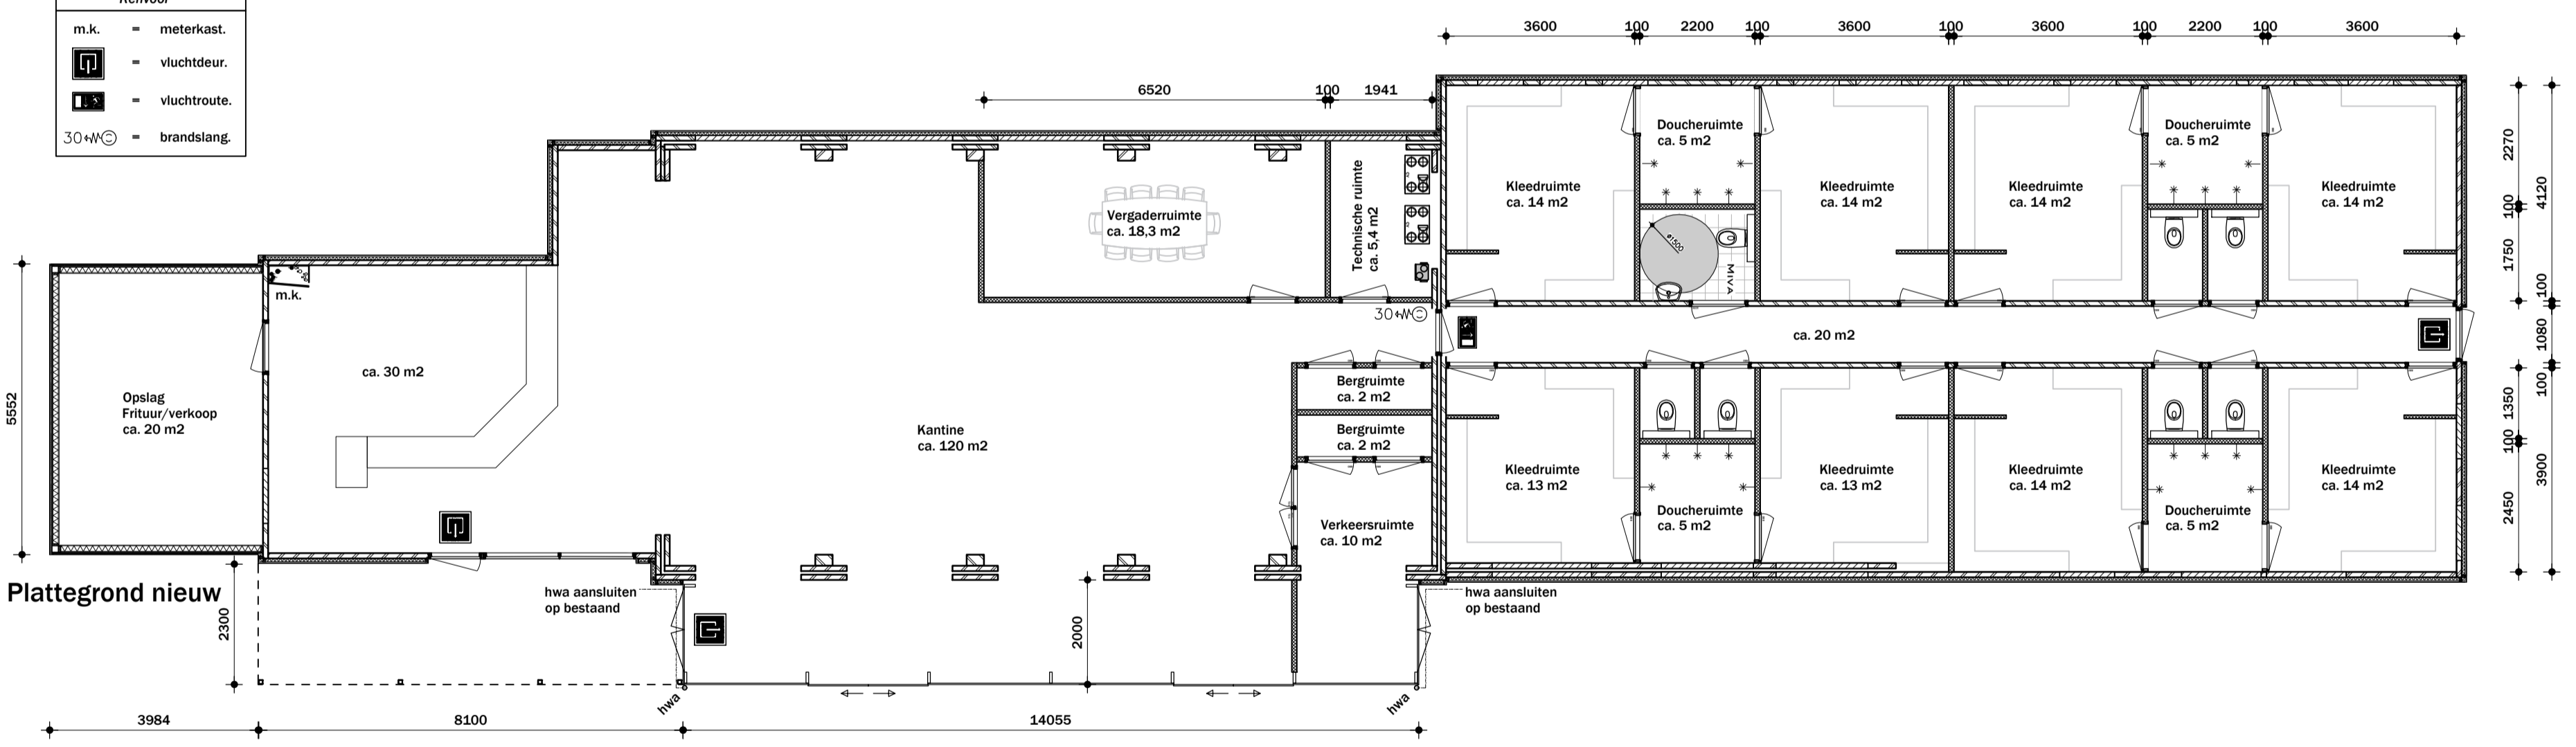 Renvooi
m.k. = meterkast.
= vluchtdeur.
= vluchtroute.
30 = brandslang.
3600 100 2200 100 3600 100 3600 100 2200 100 3600
6520 100 1941
Doucheruimte
ca. 5 m2
Doucheruimte
ca. 5 m2
Kleedruimte
ca. 14 m2
Kleedruimte
ca. 14 m2
Kleedruimte
ca. 14 m2
Kleedruimte
ca. 14 m2
Vergaderruimte
ca. 18,3 m2
Technische ruimte
ca. 5,4 m2
ø1500
MIVA
2270
100
1750
100
1080
1350
100
2450
4120
100
3900
m.k.
30
ca. 20 m2
ca. 30 m2
Opslag
Frituur/verkoop
ca. 20 m2
5552
Bergruimte
ca. 2 m2
Bergruimte
ca. 2 m2
Kantine
ca. 120 m2
Verkeersruimte
ca. 10 m2
Kleedruimte
ca. 13 m2
Kleedruimte
ca. 13 m2
Kleedruimte
ca. 14 m2
Kleedruimte
ca. 14 m2
Doucheruimte
ca. 5 m2
Doucheruimte
ca. 5 m2
Plattegrond nieuw
hwa aansluiten
op bestaand
hwa aansluiten
op bestaand
2300
2000
hwa
hwa
3984 8100 14055